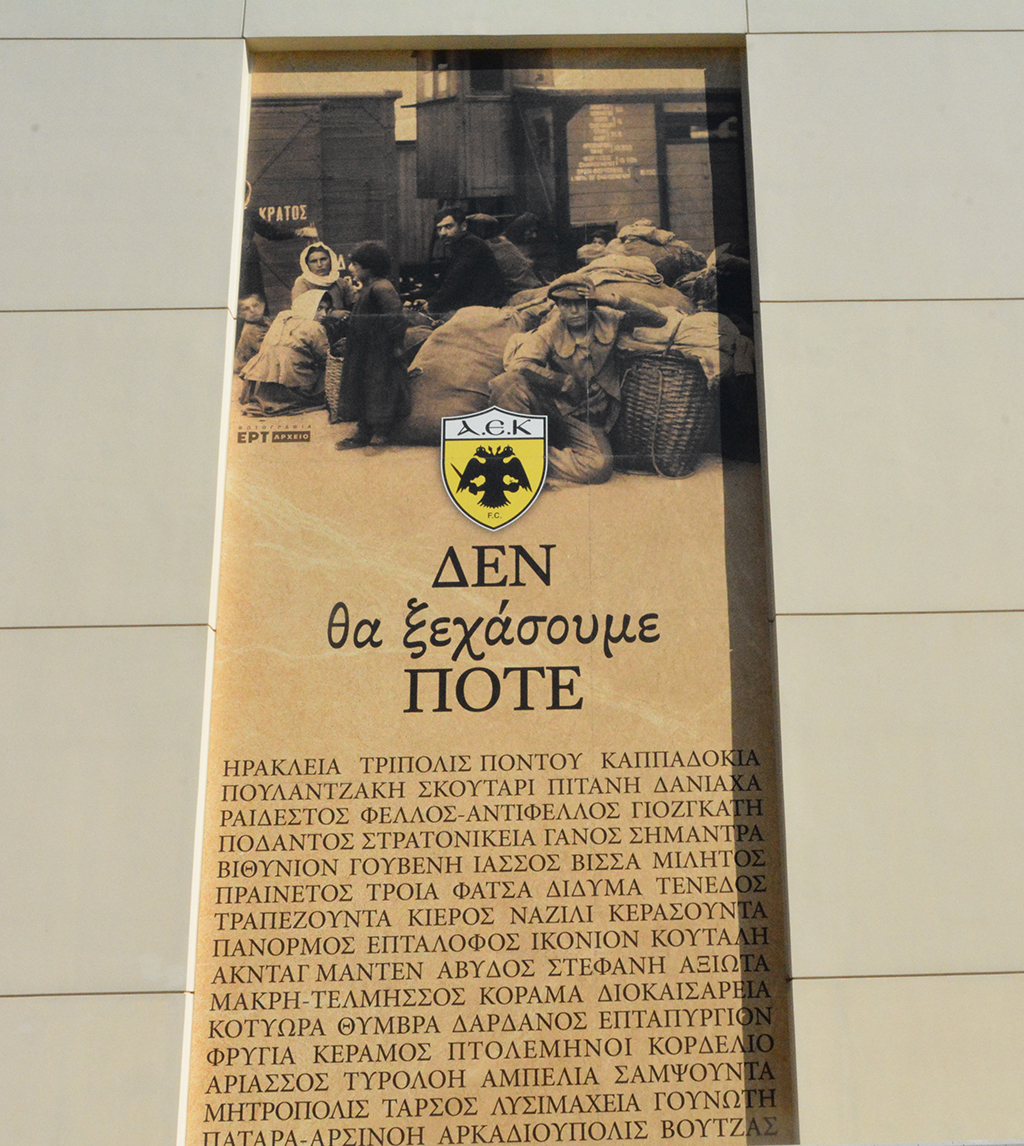 ΚΡΑΤΟΣ
ΦΩΤΟΓΡΑΦΙΑ
ΕΡΤ ΑΡΧΕΙΟ
Α.Ε.Κ
F.C.
ΔΕΝ
θα ξεχάσουμε
ΠΟΤΕ
ΗΡΑΚΛΕΙΑ ΤΡΙΠΟΛΙΣ ΠΟΝΤΟΥ ΚΑΠΠΑΔΟΚΙΑ
ΠΟΥΛΑΝΤΖΑΚΗ ΣΚΟΥΤΑΡΙ ΠΙΤΑΝΗ ΔΑΝΙΑΧΑ
ΡΑΙΔΕΣΤΟΣ ΦΕΛΛΟΣ-ΑΝΤΙΦΕΛΛΟΣ ΓΙΟΖΓΚΑΤΗ
ΠΟΔΑΝΤΟΣ ΣΤΡΑΤΟΝΙΚΕΙΑ ΓΑΝΟΣ ΣΗΜΑΝΤΡΑ
ΒΙΘΥΝΙΟΝ ΓΟΥΒΕΝΗ ΙΑΣΣΟΣ ΒΙΣΣΑ ΜΙΛΗΤΟΣ
ΠΡΑΙΝΕΤΟΣ ΤΡΟΙΑ ΦΑΤΣΑ ΔΙΔΥΜΑ ΤΕΝΕΔΟΣ
ΤΡΑΠΕΖΟΥΝΤΑ ΚΙΕΡΟΣ ΝΑΖΙΛΙ ΚΕΡΑΣΟΥΝΤΑ
ΠΑΝΟΡΜΟΣ ΕΠΤΑΛΟΦΟΣ ΙΚΟΝΙΟΝ ΚΟΥΤΑΛΗ
ΑΚΝΤΑΓ ΜΑΝΤΕΝ ΑΒΥΔΟΣ ΣΤΕΦΑΝΗ ΑΞΙΩΤΑ
ΜΑΚΡΗ-ΤΕΛΜΗΣΣΟΣ ΚΟΡΑΜΑ ΔΙΟΚΑΙΣΑΡΕΙΑ
ΚΟΤΥΩΡΑ ΘΥΜΒΡΑ ΔΑΡΔΑΝΟΣ ΕΠΤΑΠΥΡΓΙΟΝ
ΦΡΥΓΙΑ ΚΕΡΑΜΟΣ ΠΤΟΛΕΜΗΝΟΙ ΚΟΡΔΕΛΙΟ
ΑΡΙΑΣΣΟΣ ΤΥΡΟΛΟΗ ΑΜΠΕΛΙΑ ΣΑΜΨΟΥΝΤΑ
ΜΗΤΡΟΠΟΛΙΣ ΤΑΡΣΟΣ ΛΥΣΙΜΑΧΕΙΑ ΓΟΥΝΩΤΗ
ΠΑΤΑΡΑ-ΑΡΣΙΝΟΗ ΑΡΚΑΔΙΟΥΠΟΛΙΣ ΒΟΥΤΖΑΣ